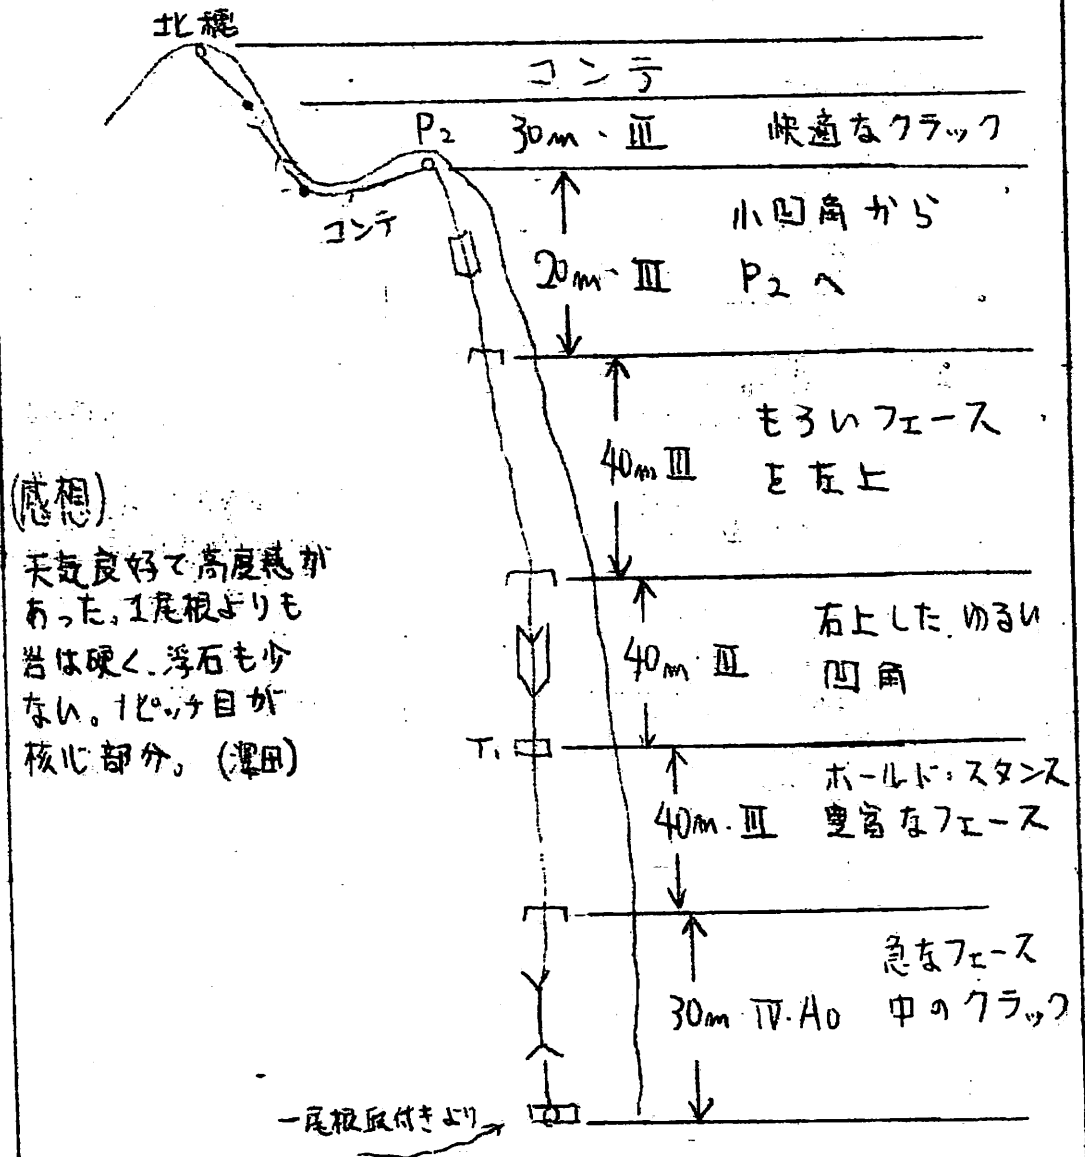 北穂
コンテ
P2 30m・III 快適なクラック
コンテ
20m・III 小凹角から
P2へ
40m III もろいフェース
を左上
(感想)
天気良好で高度感が
あった。1尾根よりも
岩は硬く、浮石も少
ない。1ピッチ目が
核心部分。(澤田)
40m・III 右上した、ゆるい
凹角
T1
40m・III ホールド・スタンス
豊富なフェース
30m・IV・A0 急なフェース
中のクラック
一尾根取付きより